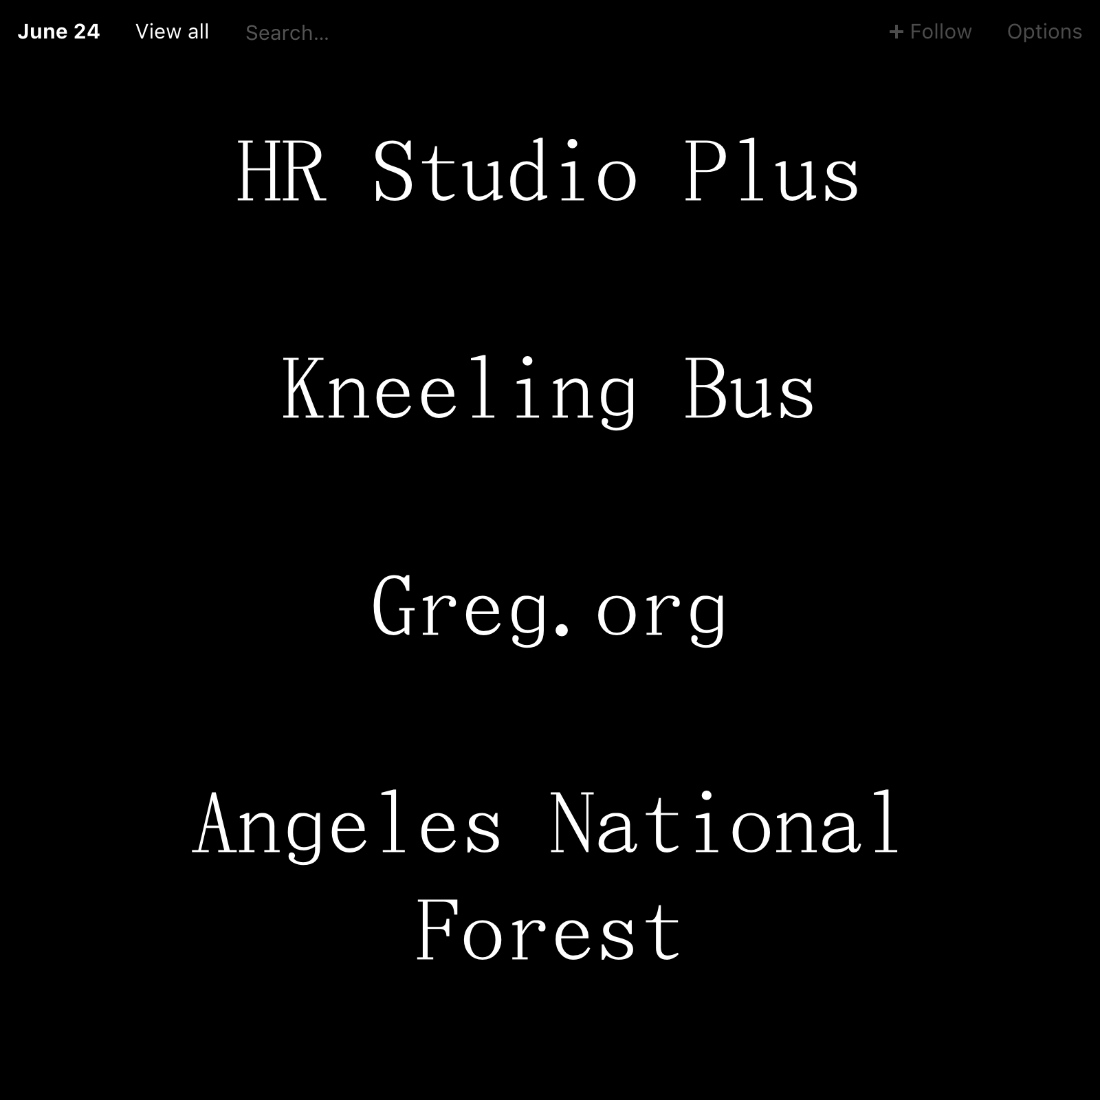 June 24 View all Search... + Follow Options
HR Studio Plus
Kneeling Bus
Greg.org
Angeles National
Forest